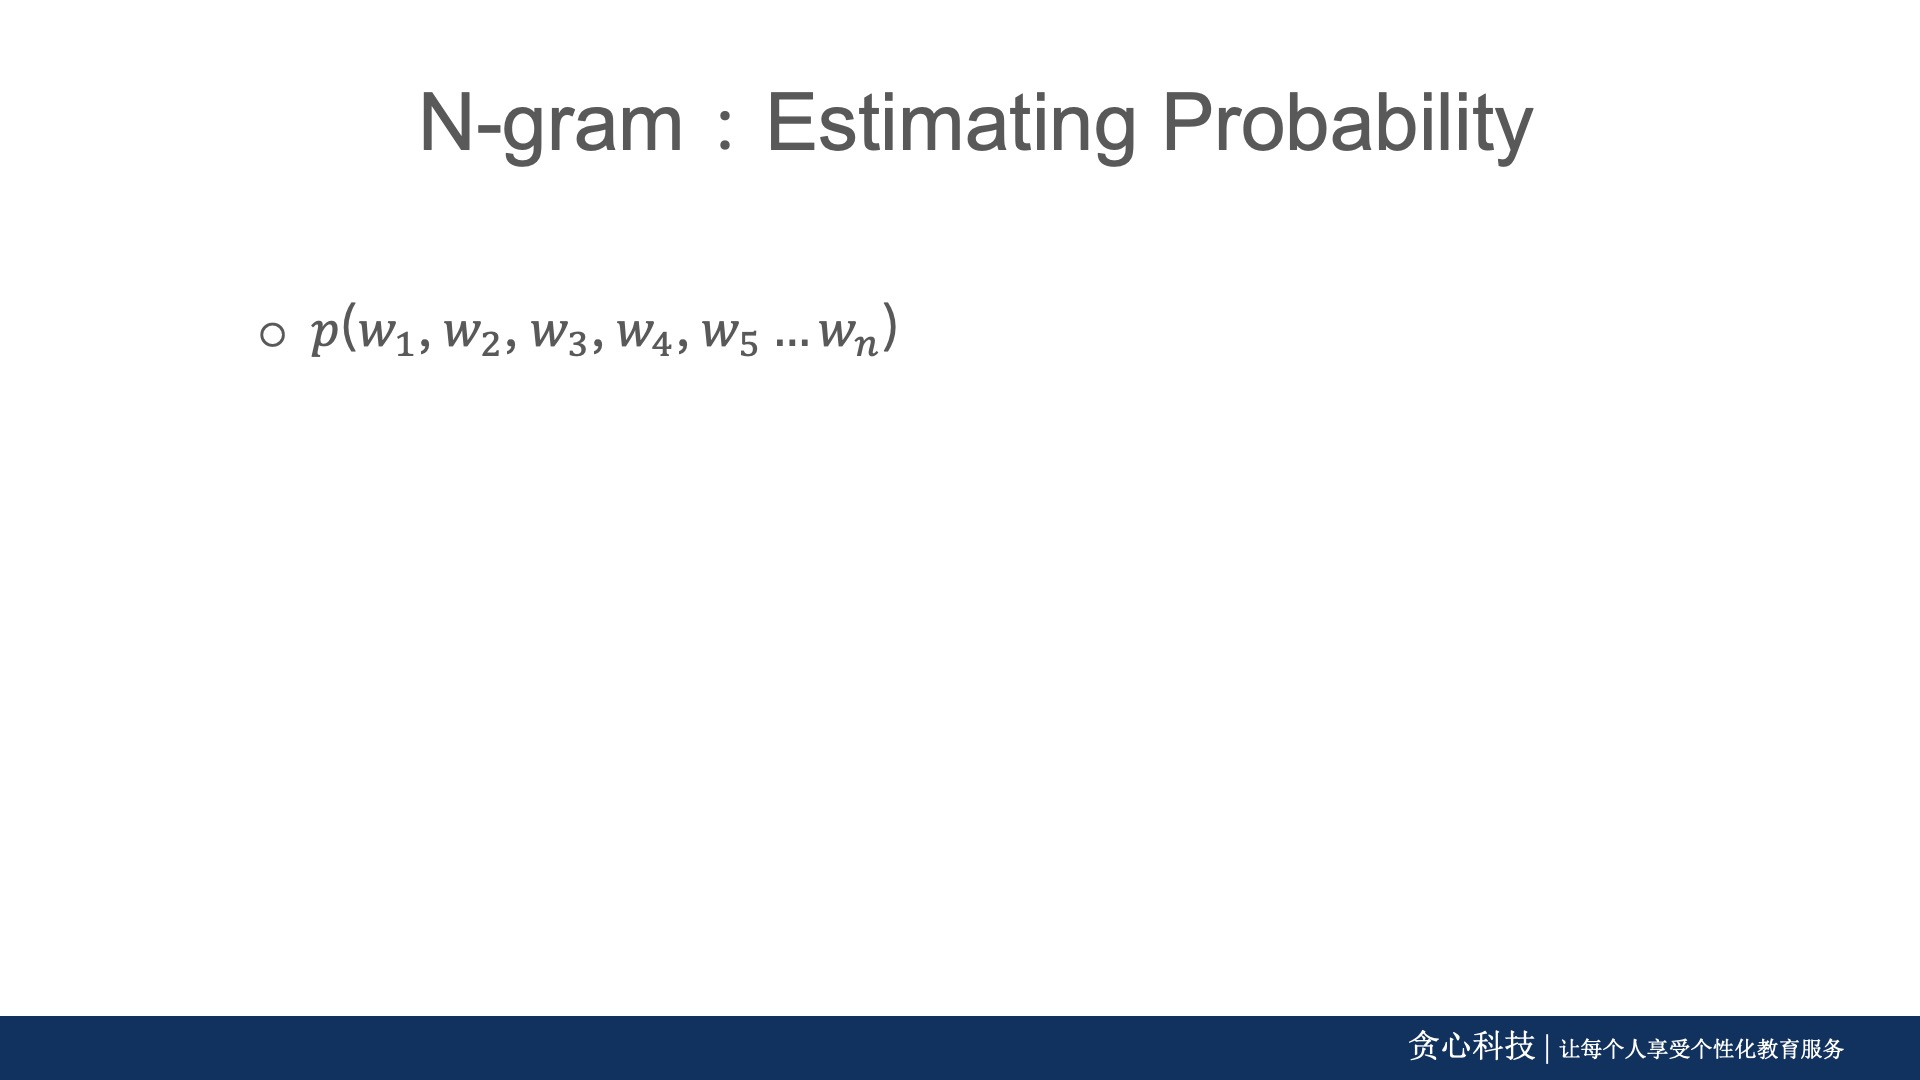 N-gram：Estimating Probability
○ p(w₁, w₂, w₃, w₄, w₅ … wₙ)
贪心科技 | 让每个人享受个性化教育服务